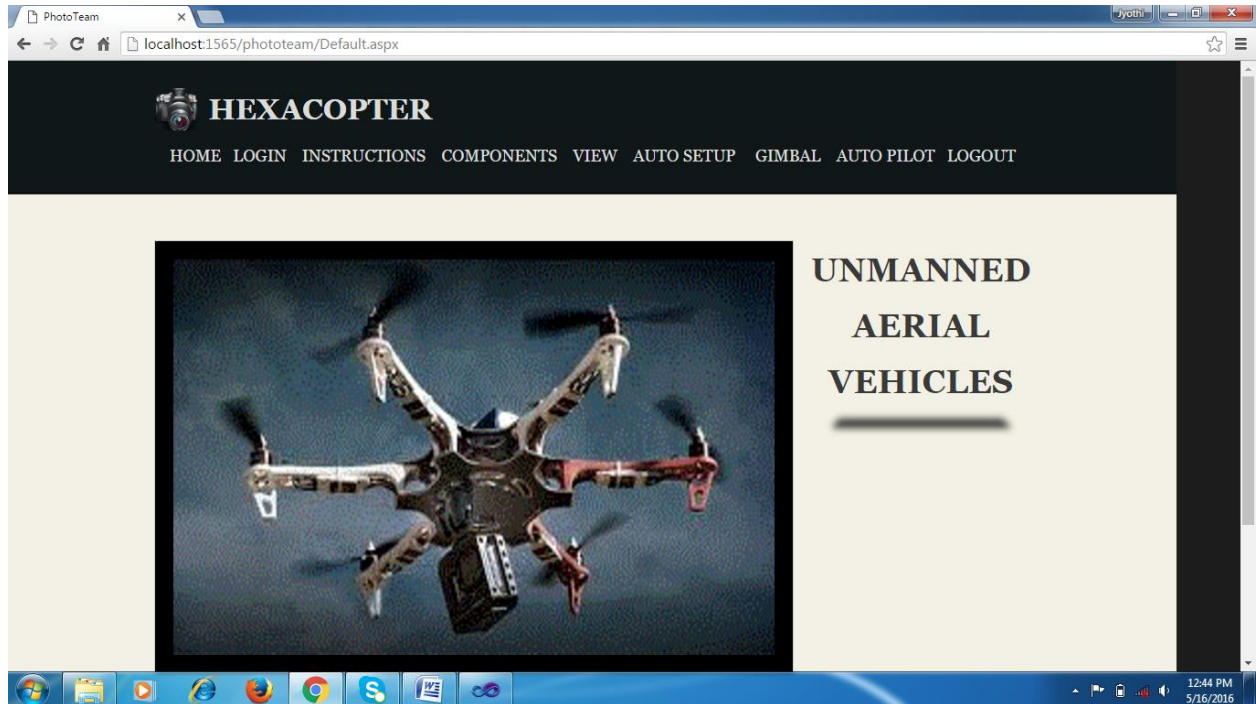 PhotoTeam
Jyothi
localhost:1565/phototeam/Default.aspx
HEXACOPTER
HOME LOGIN INSTRUCTIONS COMPONENTS VIEW AUTO SETUP GIMBAL AUTO PILOT LOGOUT
UNMANNED
AERIAL
VEHICLES
12:44 PM
5/16/2016